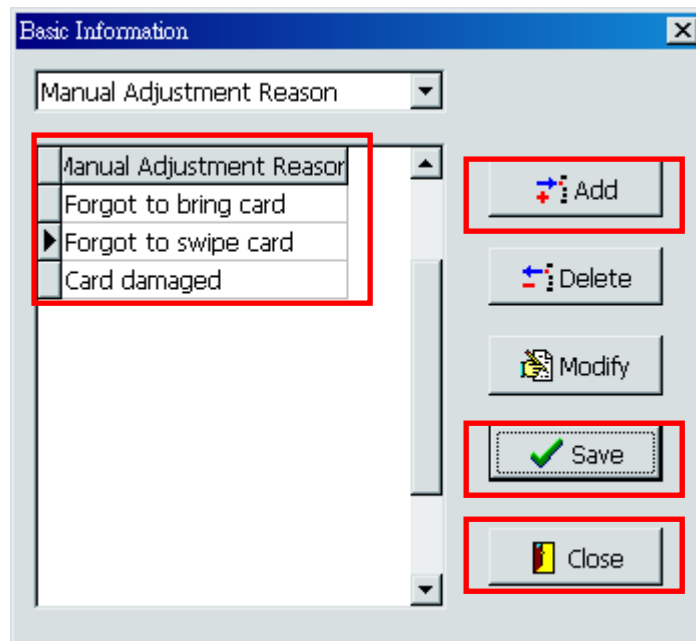 Basic Information
Manual Adjustment Reason
Manual Adjustment Reason
Forgot to bring card
Forgot to swipe card
Card damaged
Add
Delete
Modify
Save
Close